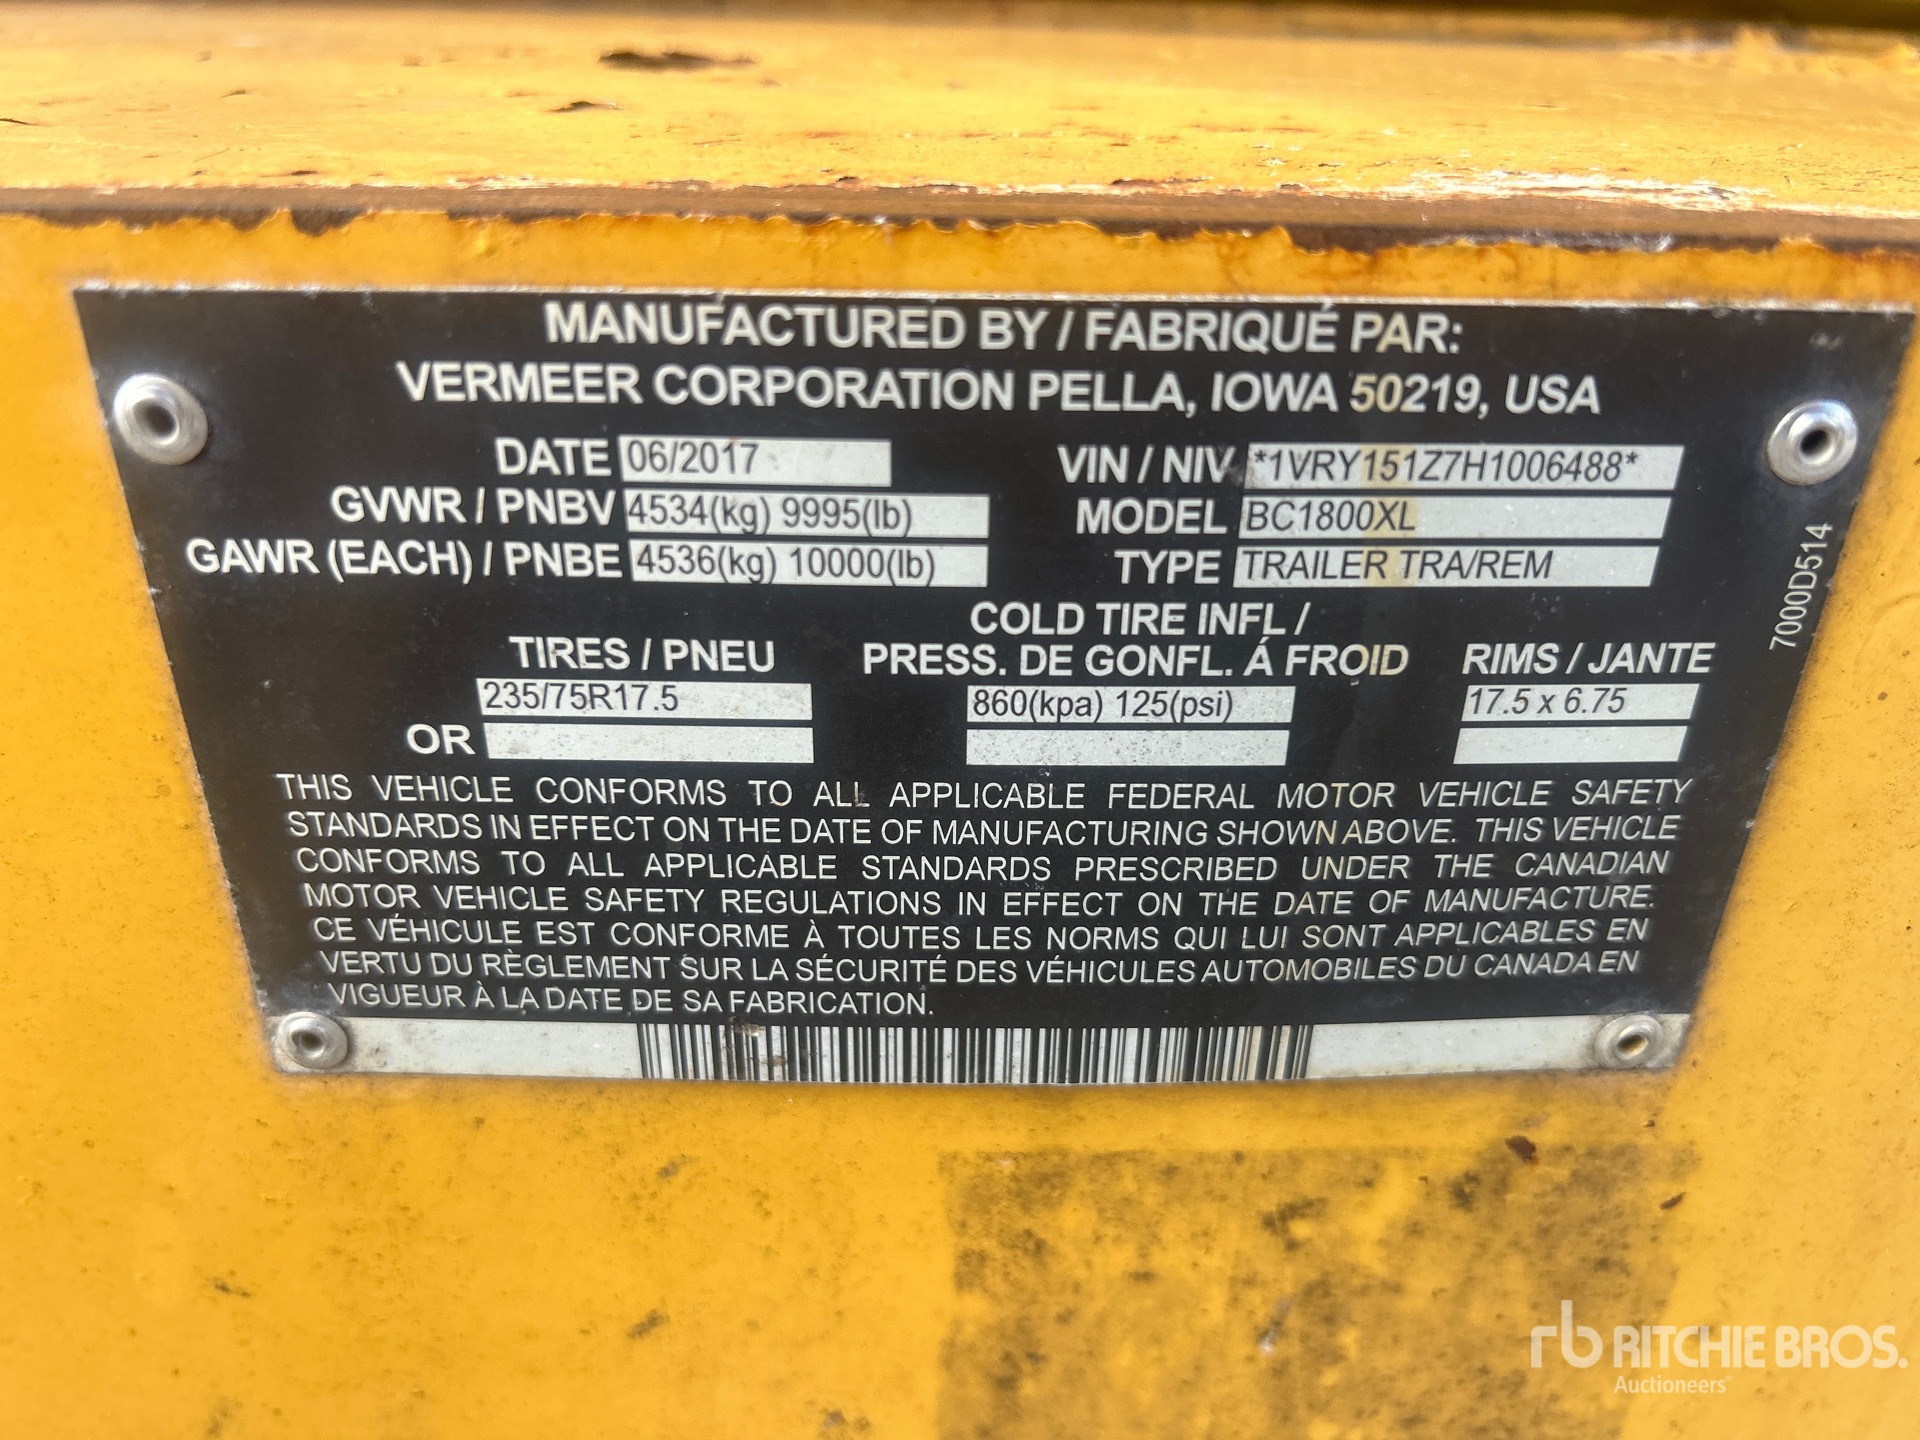 MANUFACTURED BY / FABRIQUÉ PAR:
VERMEER CORPORATION PELLA, IOWA 50219, USA
DATE 06/2017 VIN / NIV *1VRY151Z7H1006488*
GVWR / PNBV 4534(kg) 9995(lb) MODEL BC1800XL
GAWR (EACH) / PNBE 4536(kg) 10000(lb) TYPE TRAILER TRA/REM
7000D514
COLD TIRE INFL /
TIRES / PNEU PRESS. DE GONFL. Á FROID RIMS / JANTE
235/75R17.5 860(kpa) 125(psi) 17.5 x 6.75
OR
THIS VEHICLE CONFORMS TO ALL APPLICABLE FEDERAL MOTOR VEHICLE SAFETY
STANDARDS IN EFFECT ON THE DATE OF MANUFACTURING SHOWN ABOVE. THIS VEHICLE
CONFORMS TO ALL APPLICABLE STANDARDS PRESCRIBED UNDER THE CANADIAN
MOTOR VEHICLE SAFETY REGULATIONS IN EFFECT ON THE DATE OF MANUFACTURE.
CE VÉHICULE EST CONFORME À TOUTES LES NORMS QUI LUI SONT APPLICABLES EN
VERTU DU RÈGLEMENT SUR LA SÉCURITÉ DES VÉHICULES AUTOMOBILES DU CANADA EN
VIGUEUR À LA DATE DE SA FABRICATION.
rb RITCHIE BROS.
Auctioneers